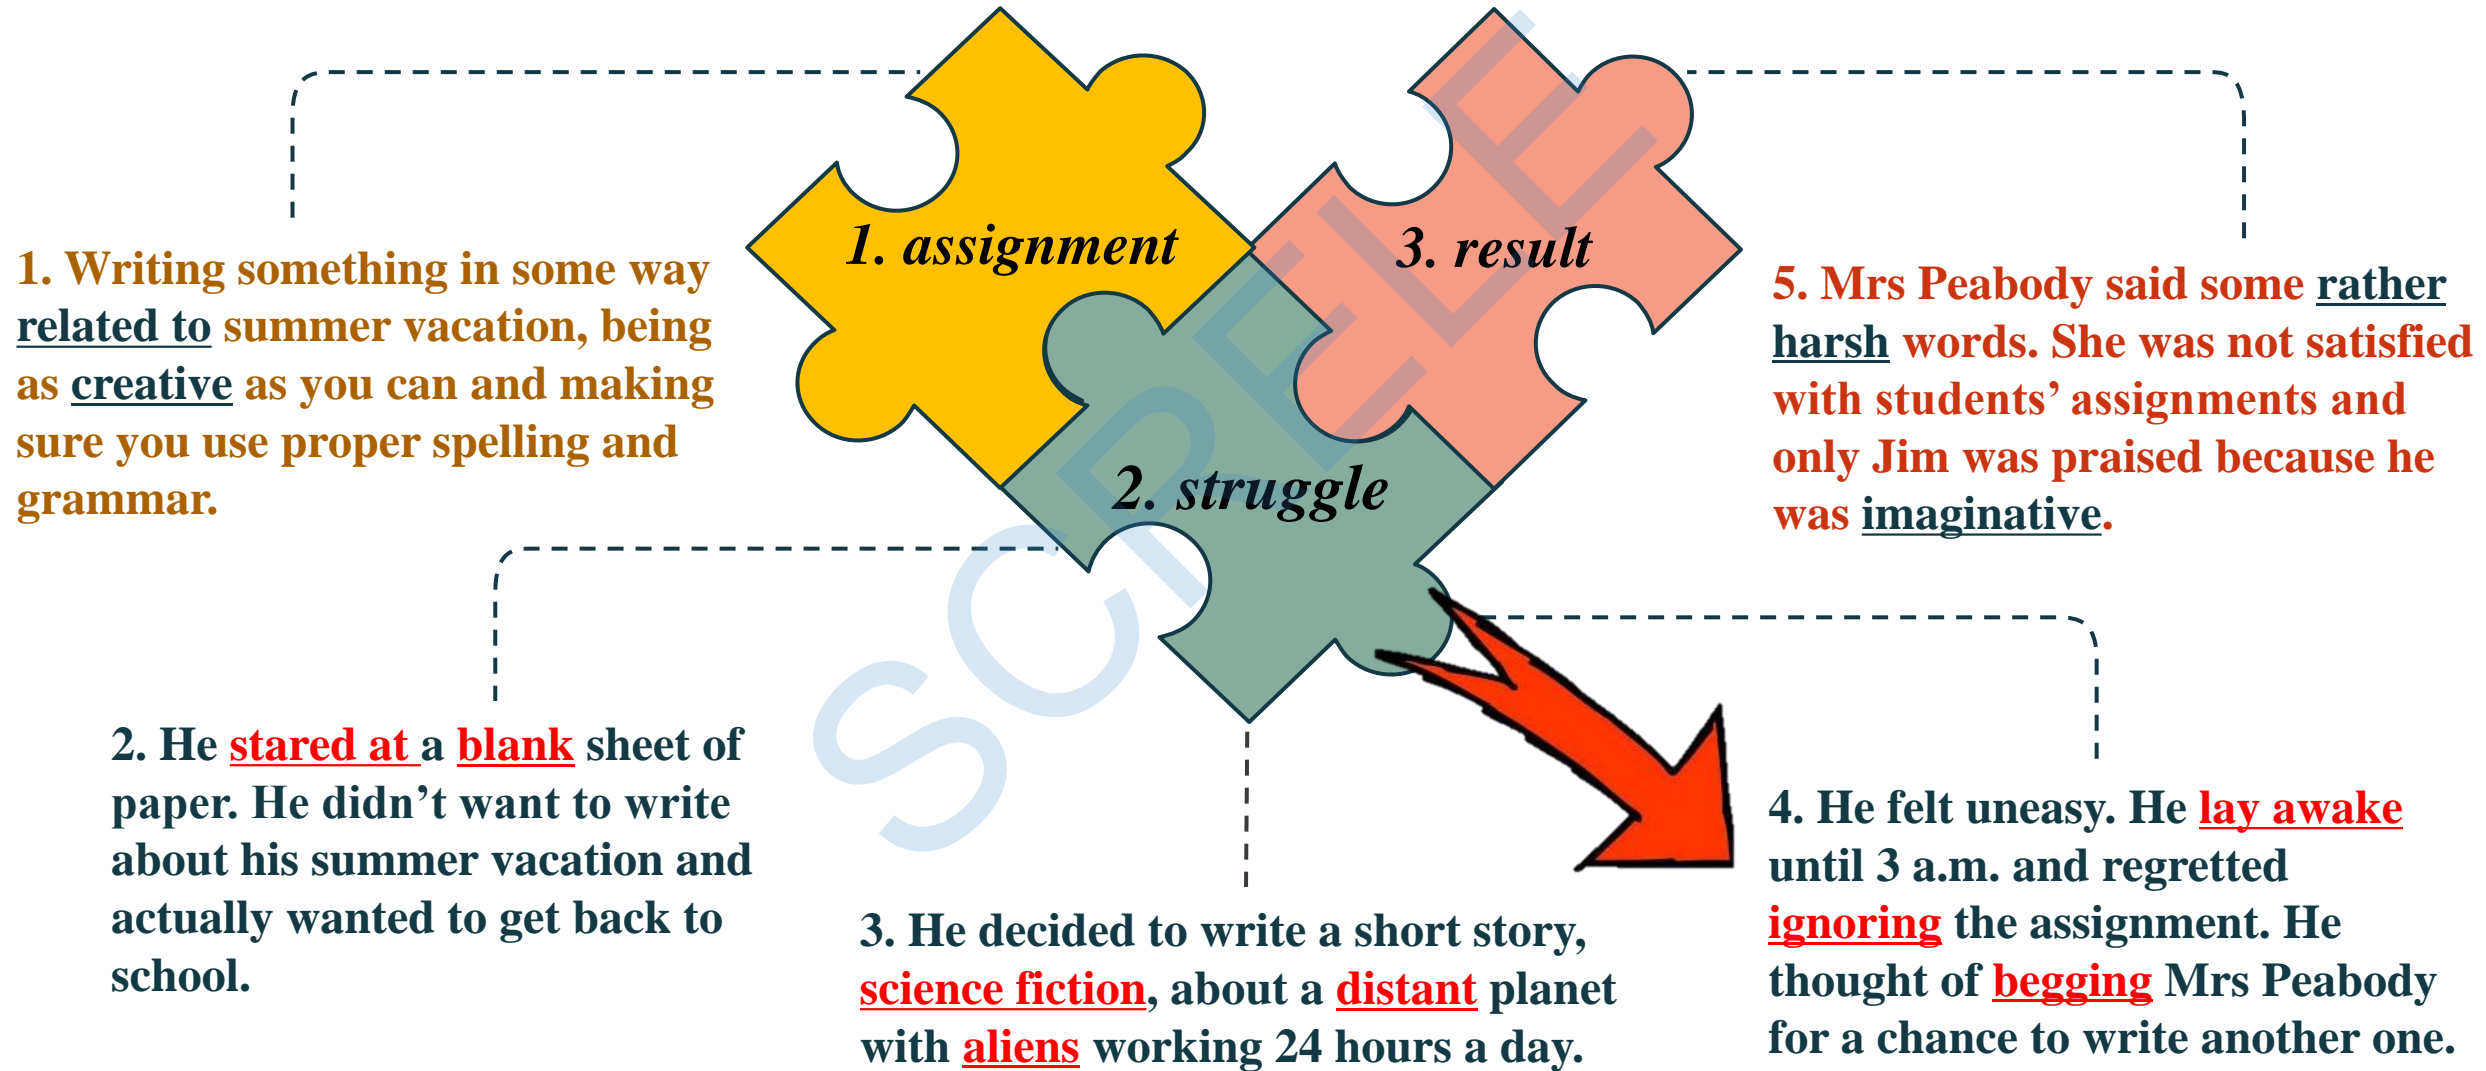 1. assignment
3. result
2. struggle
1. Writing something in some way
related to summer vacation, being
as creative as you can and making
sure you use proper spelling and
grammar.
5. Mrs Peabody said some rather
harsh words. She was not satisfied
with students’ assignments and
only Jim was praised because he
was imaginative.
2. He stared at a blank sheet of
paper. He didn’t want to write
about his summer vacation and
actually wanted to get back to
school.
3. He decided to write a short story,
science fiction, about a distant planet
with aliens working 24 hours a day.
4. He felt uneasy. He lay awake
until 3 a.m. and regretted
ignoring the assignment. He
thought of begging Mrs Peabody
for a chance to write another one.
SCRELE